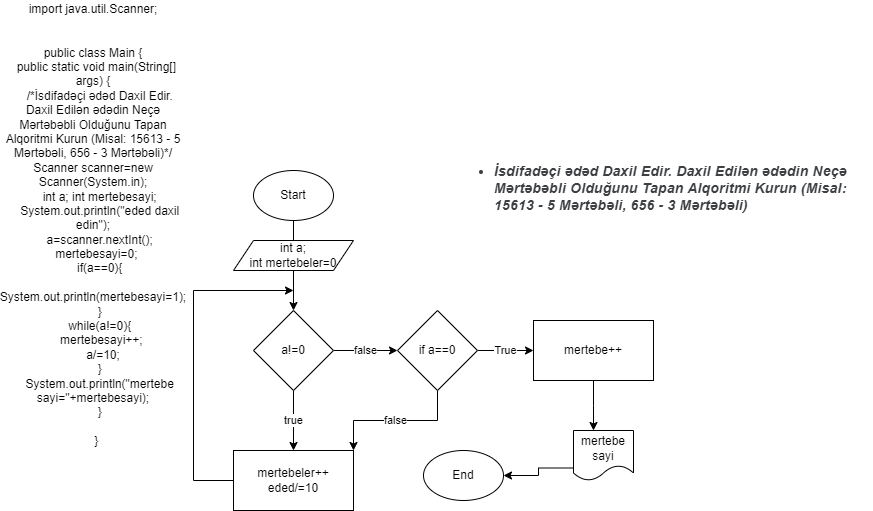 import java.util.Scanner;
public class Main {
public static void main(String[]
args) {
/*İsdifadəçi ədəd Daxil Edir.
Daxil Edilən ədədin Neçə
Mərtəbəbli Olduğunu Tapan
Alqoritmi Kurun (Misal: 15613 - 5
Mərtəbəli, 656 - 3 Mərtəbəli)*/
Scanner scanner=new
Scanner(System.in);
int a; int mertebesayi;
System.out.println("eded daxil
edin");
a=scanner.nextInt();
mertebesayi=0;
if(a==0){
System.out.println(mertebesayi=1);
}
while(a!=0){
mertebesayi++;
a/=10;
}
System.out.println("mertebe
sayi="+mertebesayi);
}
}
• İsdifadəçi ədəd Daxil Edir. Daxil Edilən ədədin Neçə
Mərtəbəbli Olduğunu Tapan Alqoritmi Kurun (Misal:
15613 - 5 Mərtəbəli, 656 - 3 Mərtəbəli)
Start
int a;
int mertebeler=0
a!=0
false
if a==0
True
mertebe++
true
false
mertebeler++
eded/=10
mertebe
sayi
End